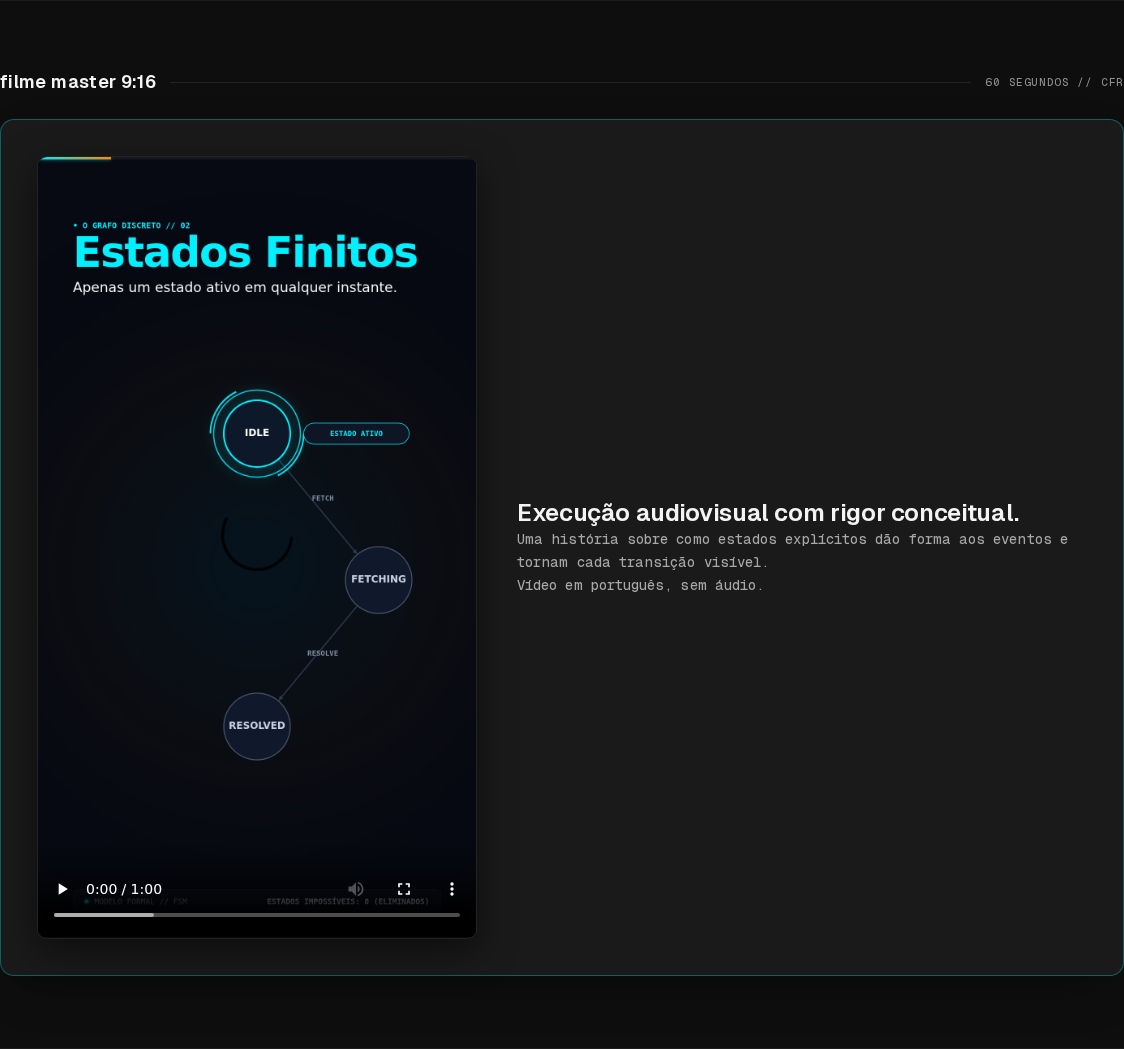 filme master 9:16
60 SEGUNDOS // CFR
• O GRAFO DISCRETO // 02
Estados Finitos
Apenas um estado ativo em qualquer instante.
IDLE
ESTADO ATIVO
FETCH
FETCHING
RESOLVE
RESOLVED
0:00 / 1:00
MODELO FORMAL // FSM
ESTADOS IMPOSSÍVEIS: 0 (ELIMINADOS)
Execução audiovisual com rigor conceitual.
Uma história sobre como estados explícitos dão forma aos eventos e
tornam cada transição visível.
Vídeo em português, sem áudio.